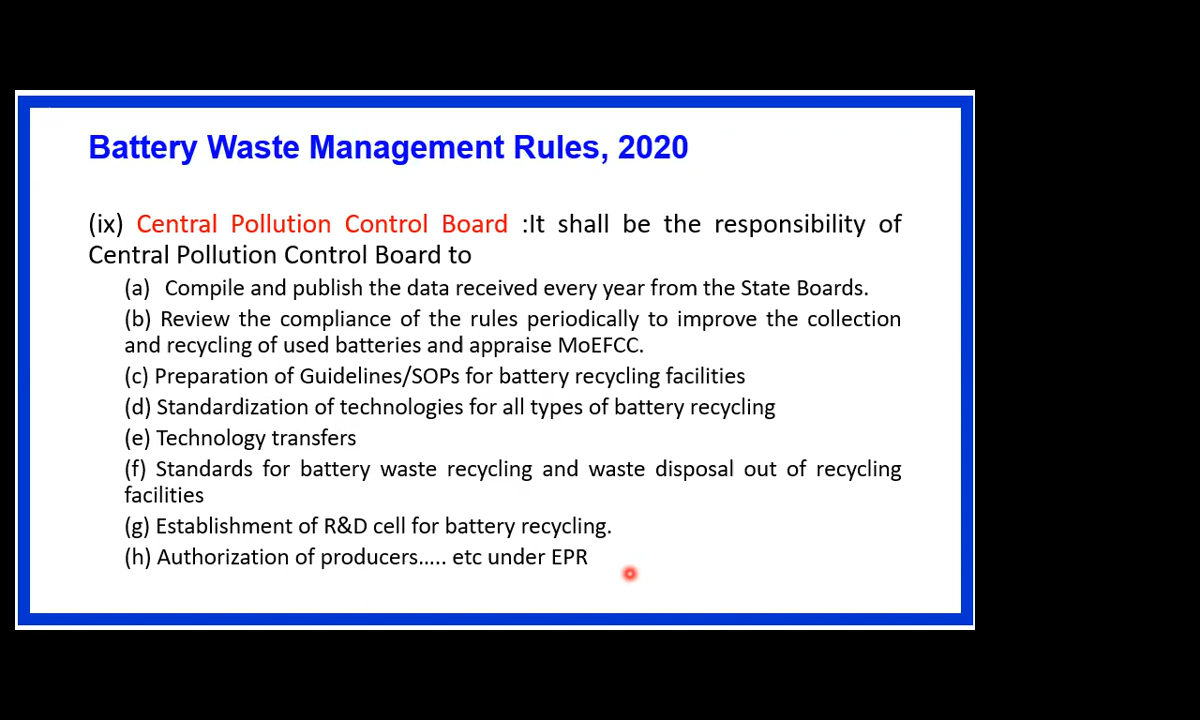 Battery Waste Management Rules, 2020
(ix) Central Pollution Control Board :It shall be the responsibility of
Central Pollution Control Board to
(a) Compile and publish the data received every year from the State Boards.
(b) Review the compliance of the rules periodically to improve the collection
and recycling of used batteries and appraise MoEFCC.
(c) Preparation of Guidelines/SOPs for battery recycling facilities
(d) Standardization of technologies for all types of battery recycling
(e) Technology transfers
(f) Standards for battery waste recycling and waste disposal out of recycling
facilities
(g) Establishment of R&D cell for battery recycling.
(h) Authorization of producers..... etc under EPR